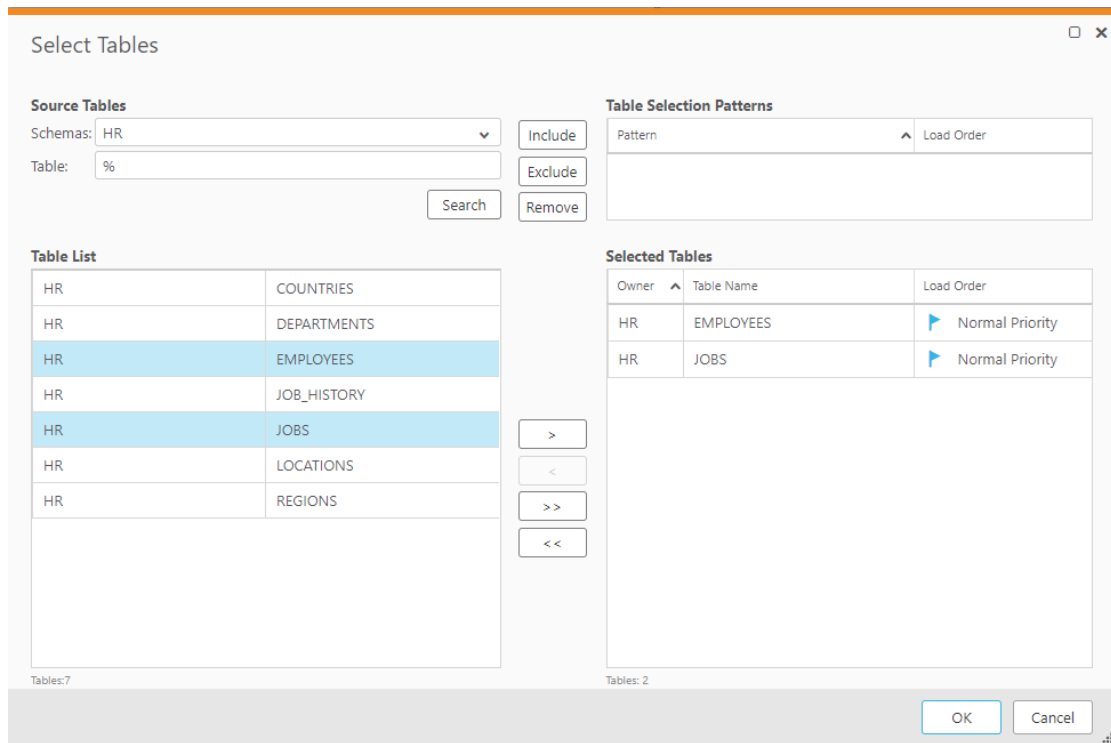 Select Tables
Source Tables
Schemas: HR
Table: %
Search
Include
Exclude
Remove
Table Selection Patterns
Pattern Load Order
Table List
HR COUNTRIES
HR DEPARTMENTS
HR EMPLOYEES
HR JOB_HISTORY
HR JOBS
HR LOCATIONS
HR REGIONS
Tables:7
>
<
>>
<<
Selected Tables
Owner Table Name Load Order
HR EMPLOYEES Normal Priority
HR JOBS Normal Priority
Tables: 2
OK Cancel